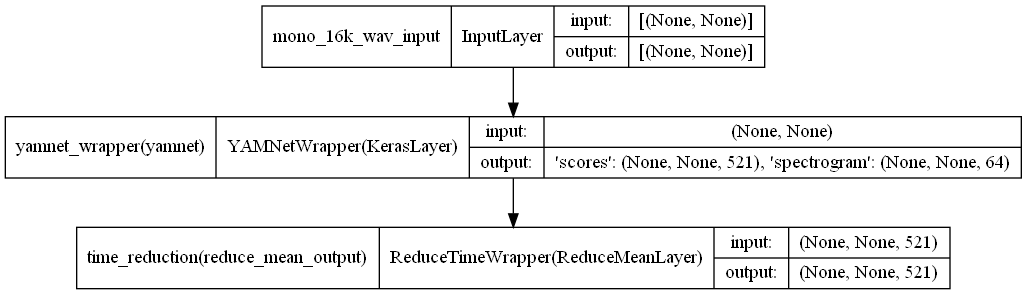 mono_16k_wav_input InputLayer input: [(None, None)]
output: [(None, None)]
yamnet_wrapper(yamnet) YAMNetWrapper(KerasLayer) input: (None, None)
output: 'scores': (None, None, 521), 'spectrogram': (None, None, 64)
time_reduction(reduce_mean_output) ReduceTimeWrapper(ReduceMeanLayer) input: (None, None, 521)
output: (None, None, 521)